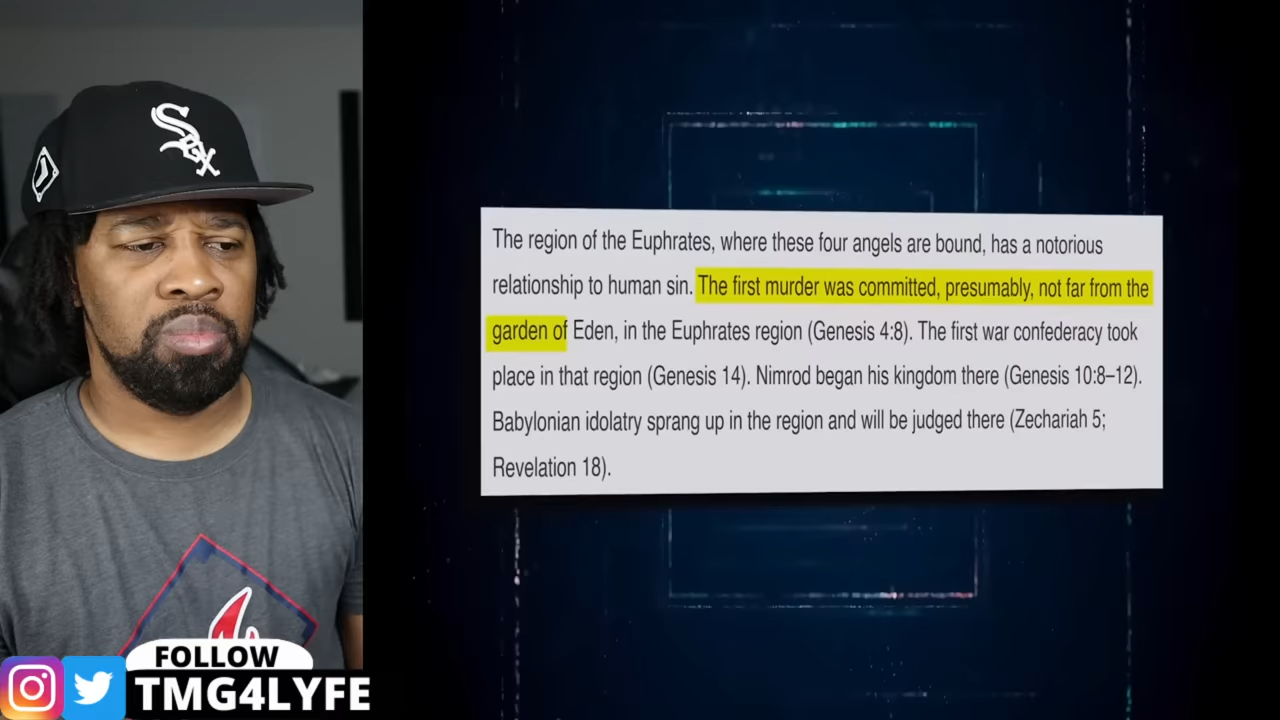 Sox
The region of the Euphrates, where these four angels are bound, has a notorious
relationship to human sin. The first murder was committed, presumably, not far from the
garden of Eden, in the Euphrates region (Genesis 4:8). The first war confederacy took
place in that region (Genesis 14). Nimrod began his kingdom there (Genesis 10:8–12).
Babylonian idolatry sprang up in the region and will be judged there (Zechariah 5;
Revelation 18).
FOLLOW
TMG4LYFE